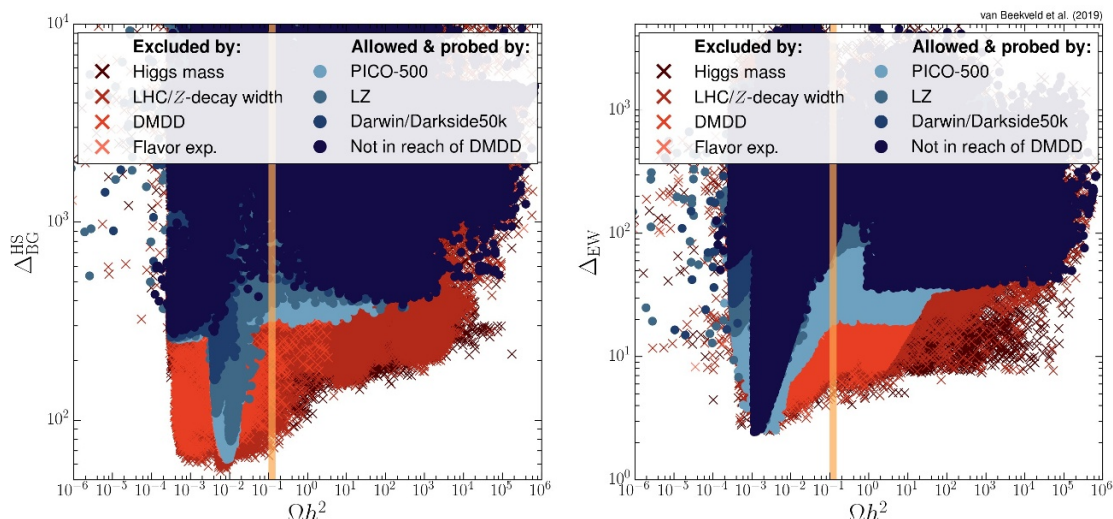 van Beekveld et al. (2019)
10^4
10^3
10^2
Δ_BG^HS
Excluded by:
Higgs mass
LHC/Z-decay width
DMDD
Flavor exp.
Allowed & probed by:
PICO-500
LZ
Darwin/Darkside50k
Not in reach of DMDD
10^-6 10^-5 10^-4 10^-3 10^-2 10^-1 10^0 10^1 10^2 10^3 10^4 10^5 10^6
Ωh^2
10^3
10^2
10^1
10^0
Δ_EW
Excluded by:
Higgs mass
LHC/Z-decay width
DMDD
Flavor exp.
Allowed & probed by:
PICO-500
LZ
Darwin/Darkside50k
Not in reach of DMDD
10^-6 10^-5 10^-4 10^-3 10^-2 10^-1 10^0 10^1 10^2 10^3 10^4 10^5 10^6
Ωh^2